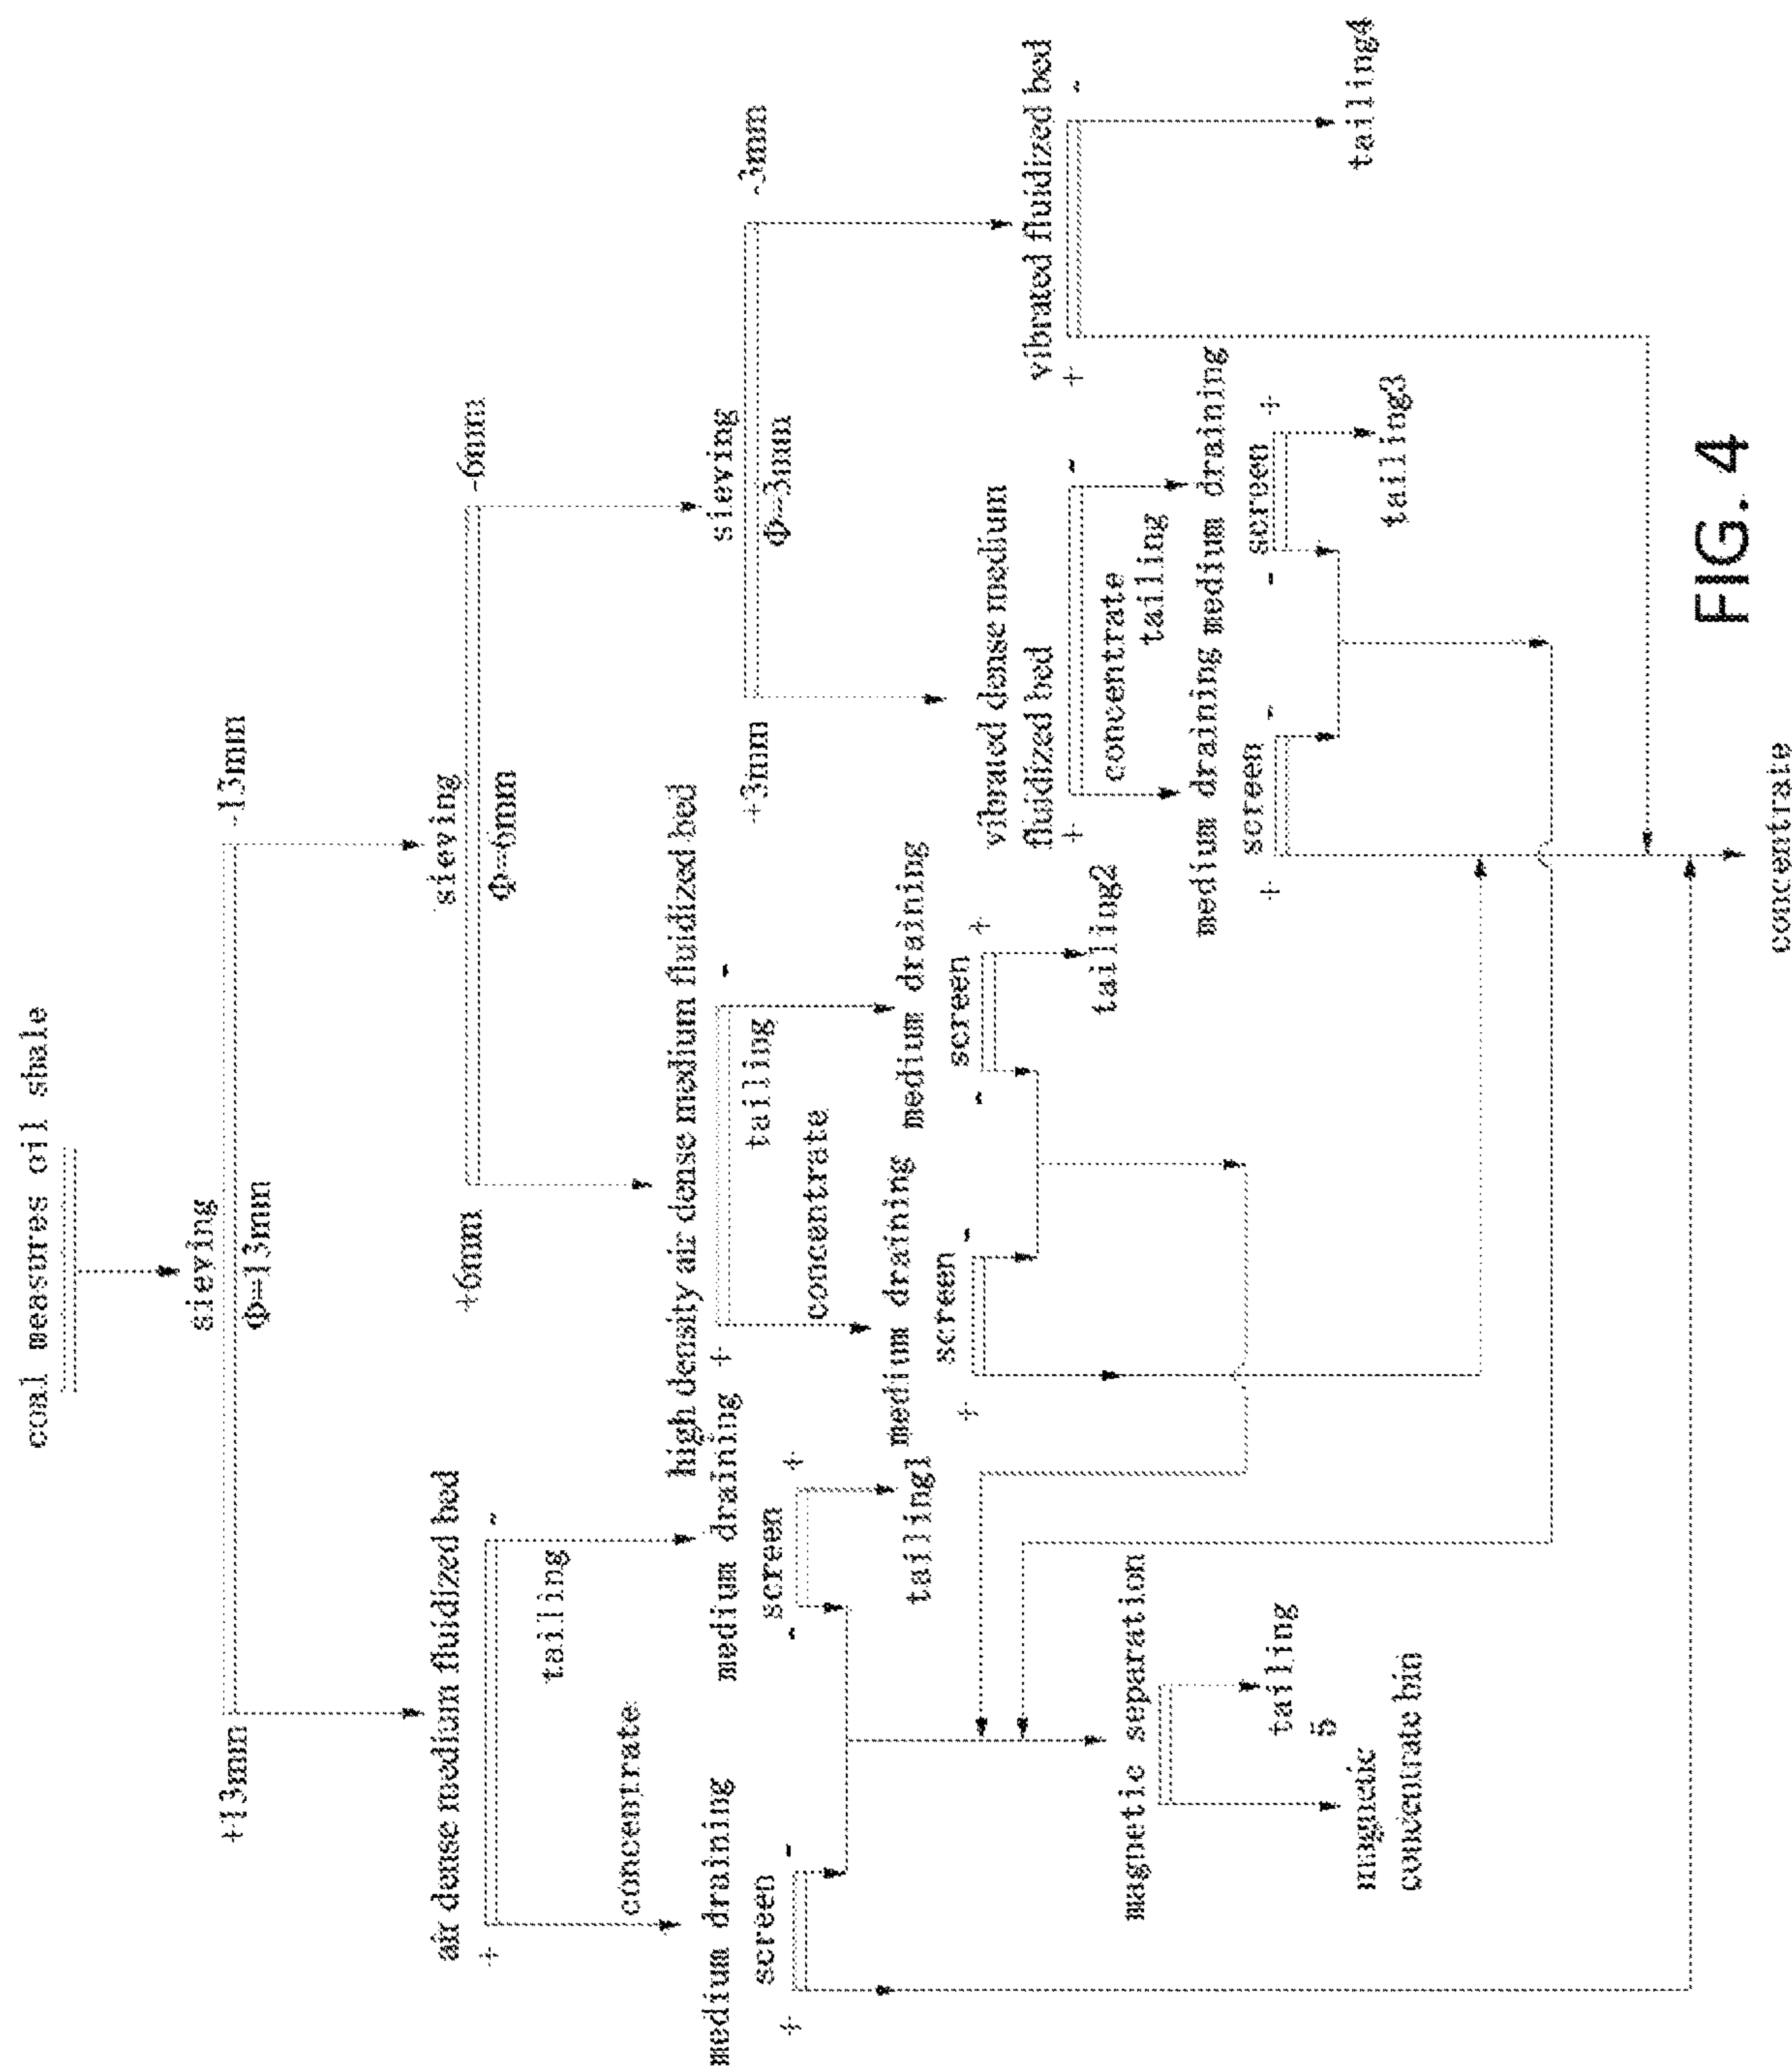 coal measures oil shale
sieving
Φ=13mm
+13mm
-13mm
air dense medium fluidized bed
+
-
sieving
Φ=6mm
+6mm
-6mm
concentrate
tailing
high density air dense medium fluidized bed
+
-
sieving
Φ=3mm
+3mm
-3mm
medium draining
screen
+
-
medium draining
screen
-
+
tailing1
concentrate
tailing
medium draining
screen
+
-
medium draining
screen
-
+
tailing2
vibrated dense medium
fluidized bed
+
-
concentrate
tailing
vibrated fluidized bed
+
-
medium draining
screen
+
-
medium draining
screen
-
+
tailing3
tailing4
magnetic separation
tailing
5
magnetic
concentrate bin
concentrate
FIG. 4